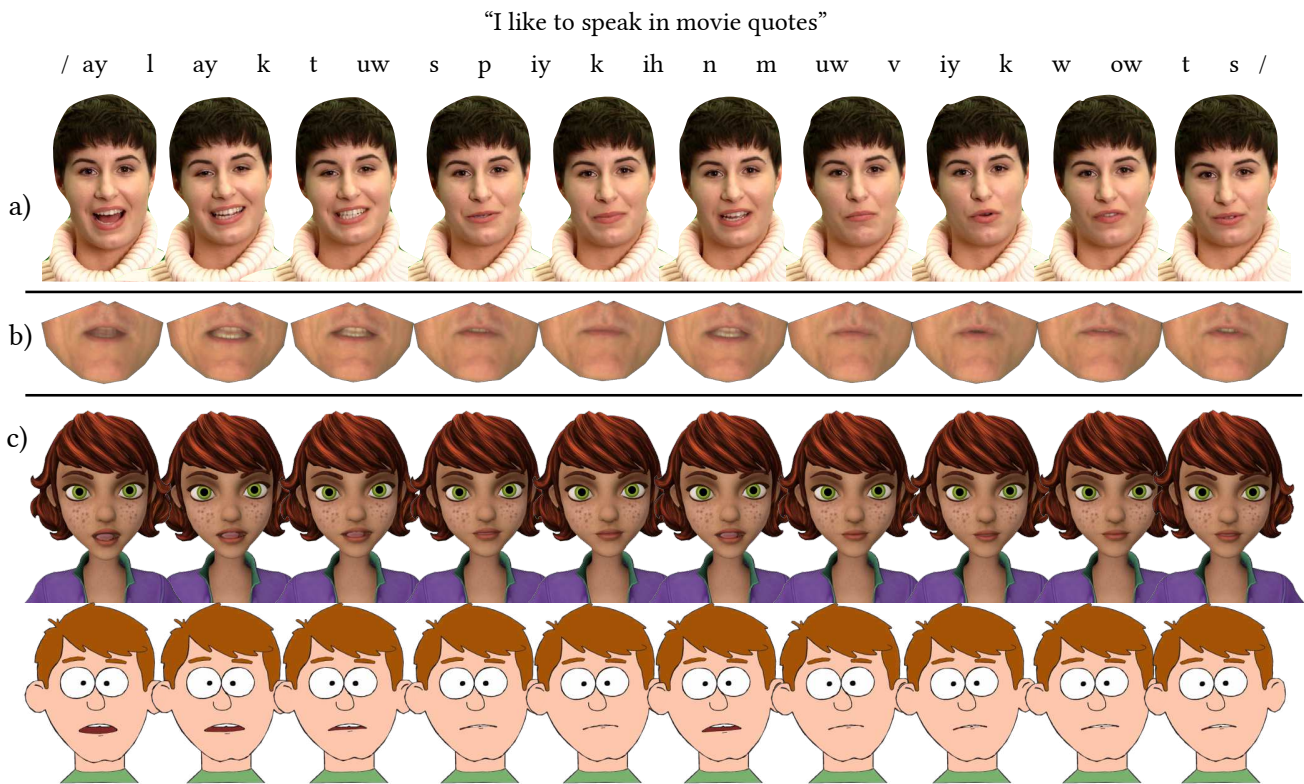 “I like to speak in movie quotes”
/ ay l ay k t uw s p iy k ih n m uw v iy k w ow t s /
a)
b)
c)